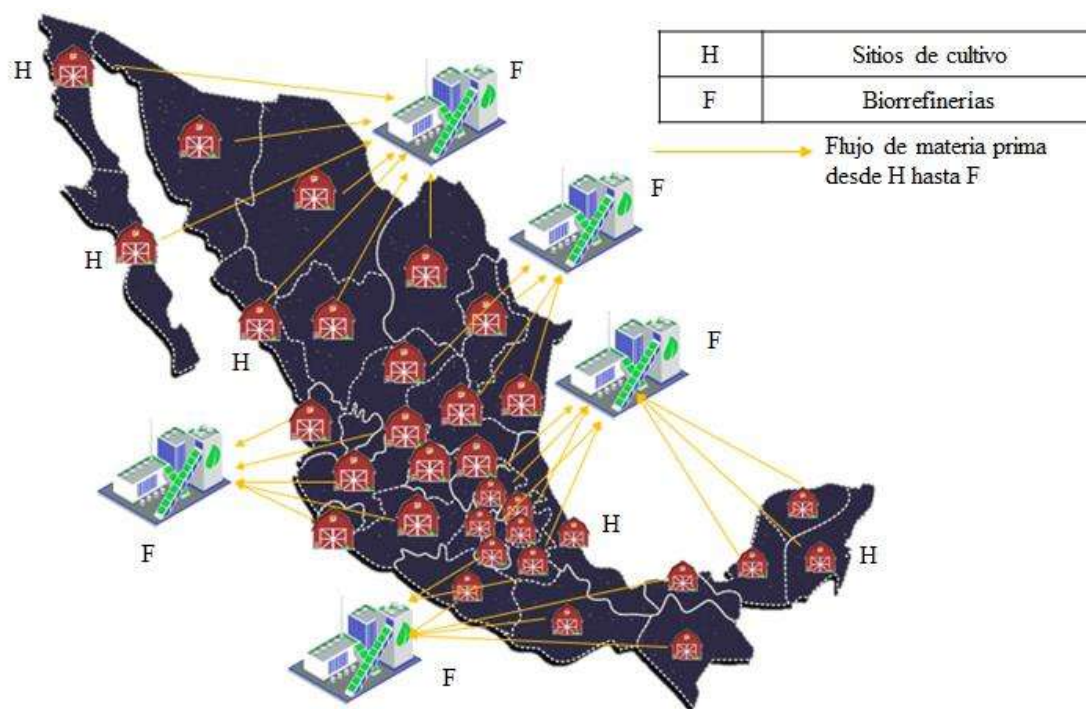 H Sitios de cultivo
F Biorrefinerias
Flujo de materia prima
desde H hasta F
H
F
F
H
F
H
F
H
H
F